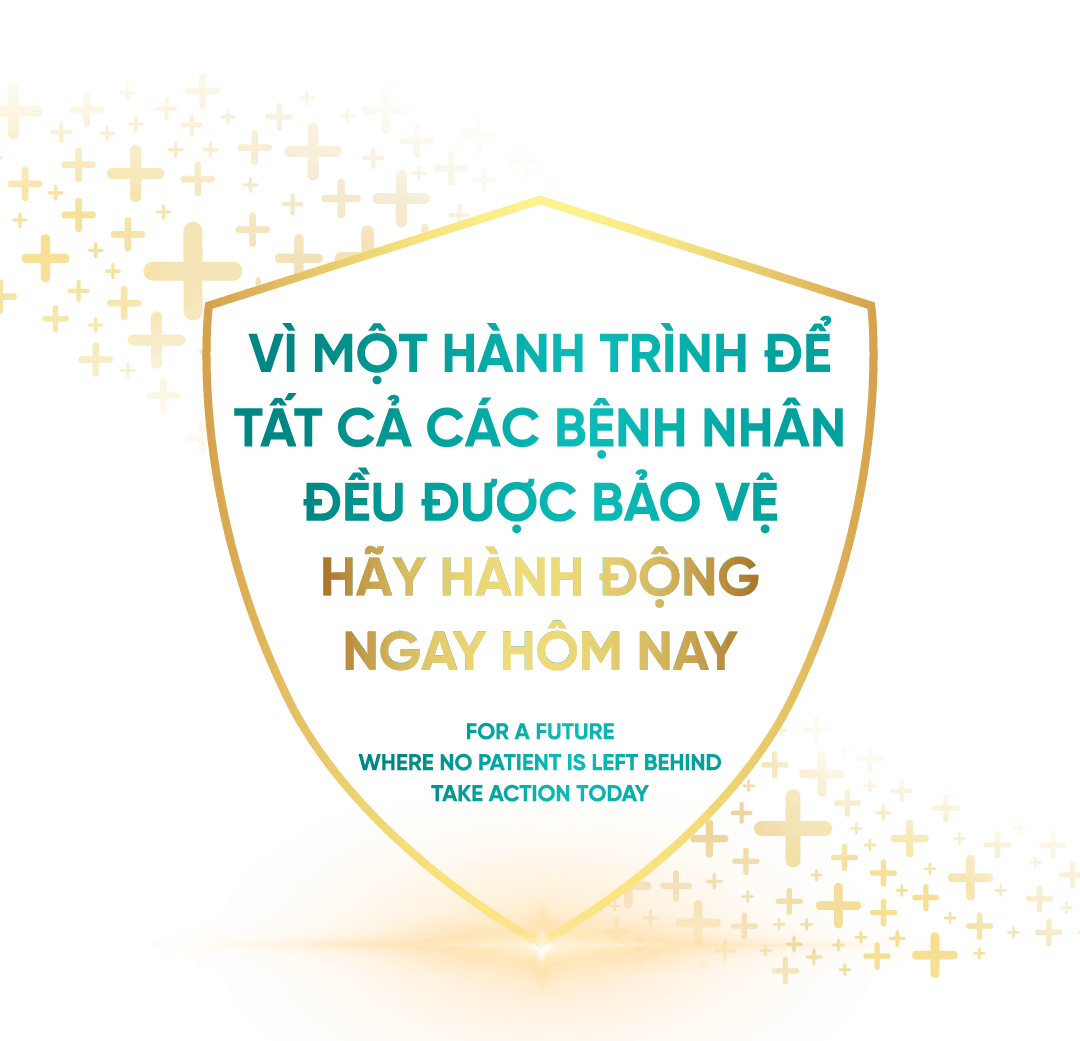 VÌ MỘT HÀNH TRÌNH ĐỂ
TẤT CẢ CÁC BỆNH NHÂN
ĐỀU ĐƯỢC BẢO VỆ
HÃY HÀNH ĐỘNG
NGAY HÔM NAY
FOR A FUTURE
WHERE NO PATIENT IS LEFT BEHIND
TAKE ACTION TODAY